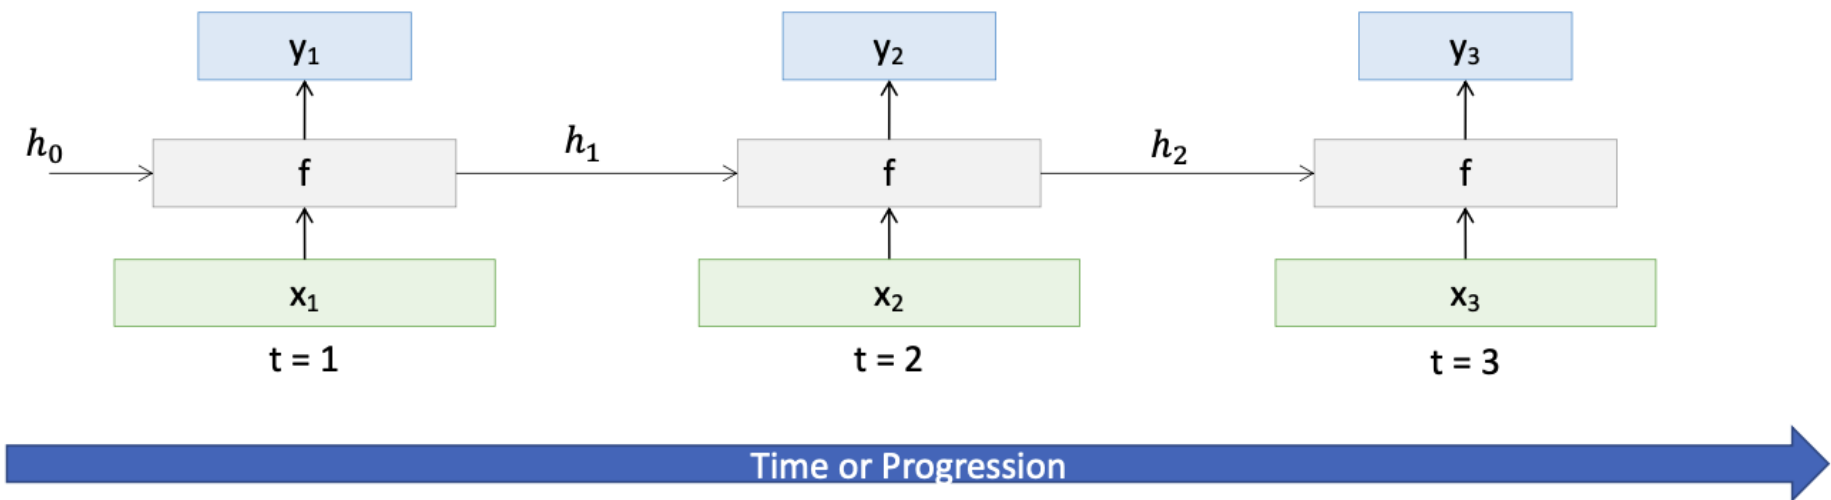 y₁ y₂ y₃
h₀ h₁ h₂
f f f
x₁ x₂ x₃
t = 1 t = 2 t = 3
Time or Progression